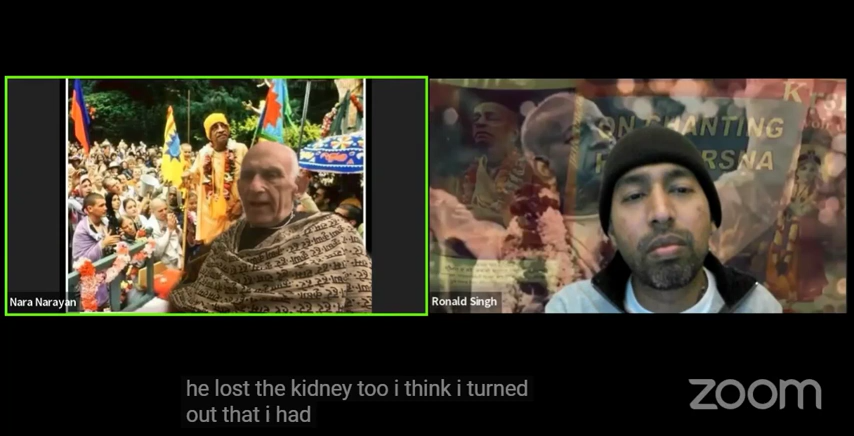 ON CHANTING
Nara Narayan
Ronald Singh
he lost the kidney too i think i turned
out that i had
zoom